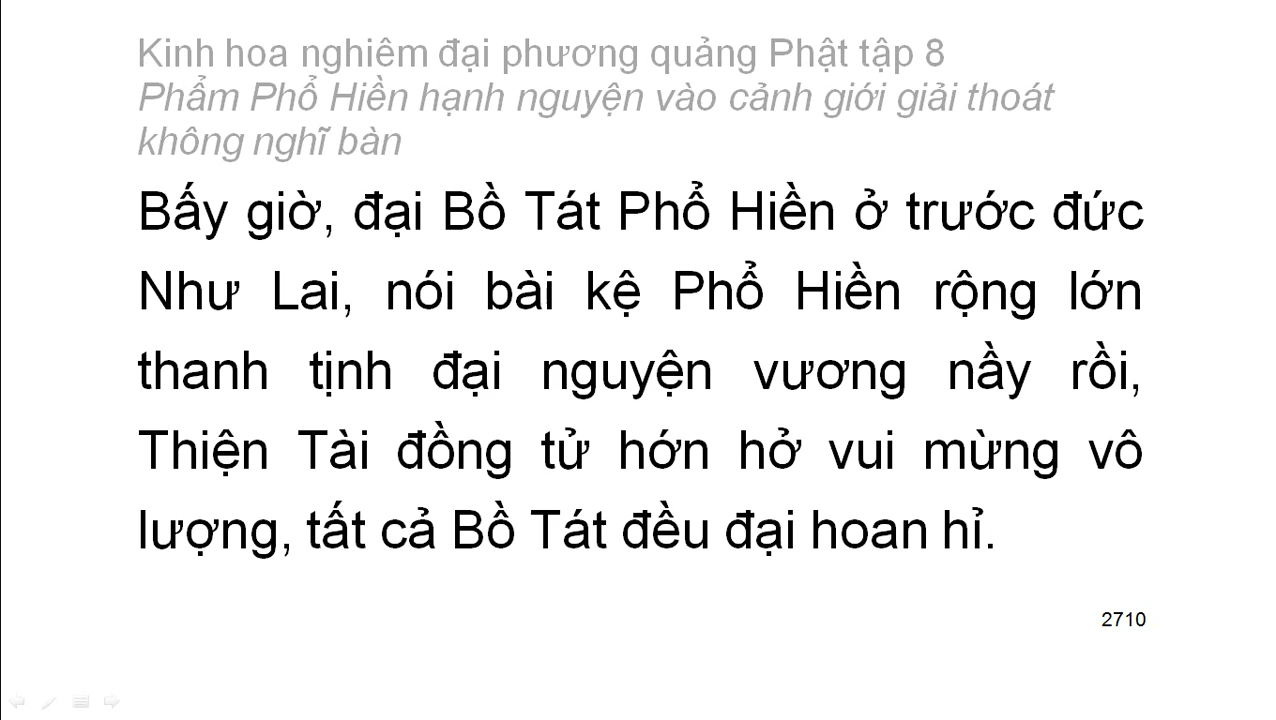 Kinh hoa nghiêm đại phương quảng Phật tập 8
Phẩm Phổ Hiền hạnh nguyện vào cảnh giới giải thoát
không nghĩ bàn
Bấy giờ, đại Bồ Tát Phổ Hiền ở trước đức
Như Lai, nói bài kệ Phổ Hiền rộng lớn
thanh tịnh đại nguyện vương nầy rồi,
Thiện Tài đồng tử hớn hở vui mừng vô
lượng, tất cả Bồ Tát đều đại hoan hỉ.
2710